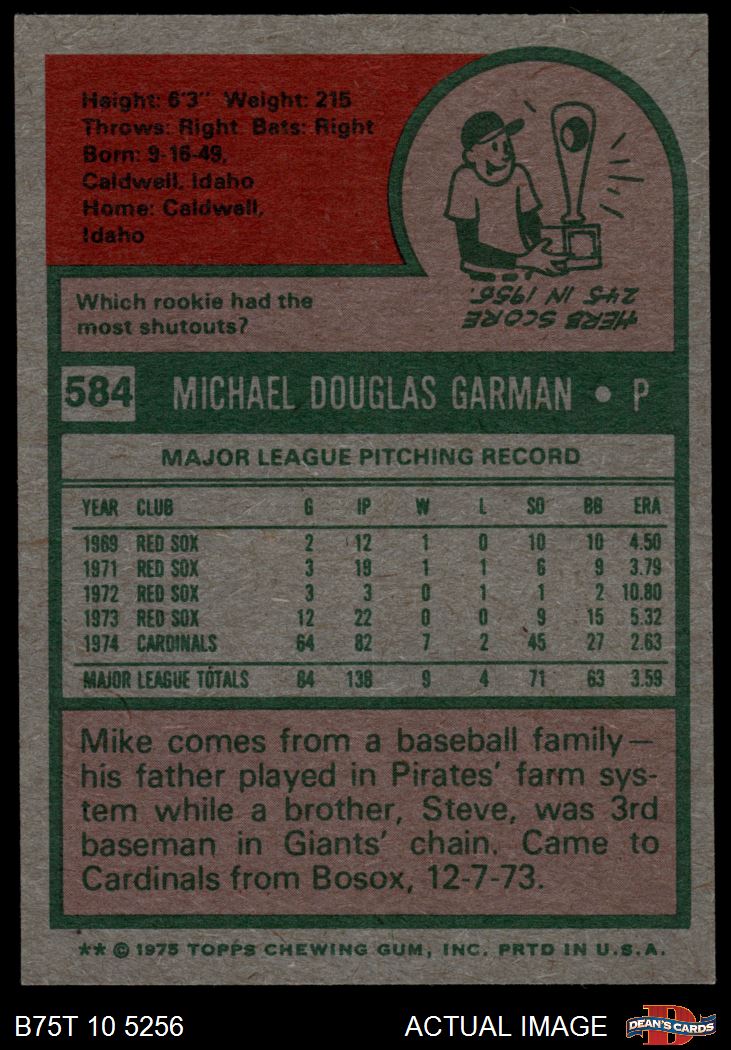 Height: 6'3" Weight: 215
Throws: Right Bats: Right
Born: 9-16-49,
Caldwell, Idaho
Home: Caldwell,
Idaho
Which rookie had the
most shutouts?
HERB SCORE
245 IN 1955.
584 MICHAEL DOUGLAS GARMAN • P
MAJOR LEAGUE PITCHING RECORD
YEAR CLUB G IP W L SO BB ERA
1969 RED SOX 2 12 1 0 10 10 4.50
1971 RED SOX 3 19 1 1 6 9 3.79
1972 RED SOX 3 3 0 1 1 2 10.80
1973 RED SOX 12 22 0 0 9 15 5.32
1974 CARDINALS 64 82 7 2 45 27 2.63
MAJOR LEAGUE TOTALS 84 138 9 4 71 63 3.59
Mike comes from a baseball family—
his father played in Pirates' farm sys-
tem while a brother, Steve, was 3rd
baseman in Giants' chain. Came to
Cardinals from Bosox, 12-7-73.
** © 1975 TOPPS CHEWING GUM, INC. PRTD IN U.S.A.
B75T 10 5256 ACTUAL IMAGE DEAN'S CARDS